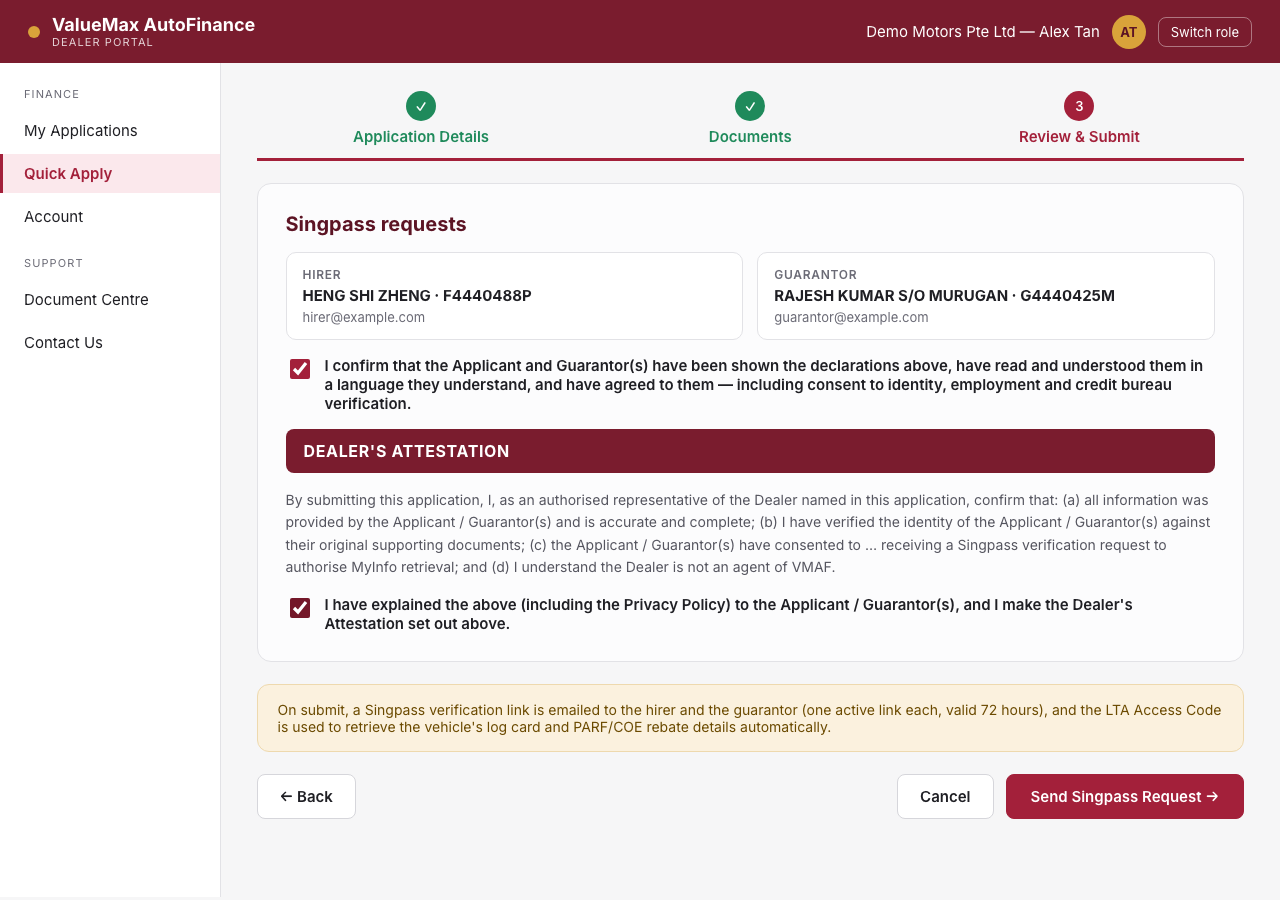 ValueMax AutoFinance
DEALER PORTAL
Demo Motors Pte Ltd — Alex Tan
AT
Switch role
FINANCE
My Applications
Quick Apply
Account
SUPPORT
Document Centre
Contact Us
✓
Application Details
✓
Documents
3
Review & Submit
Singpass requests
HIRER
HENG SHI ZHENG · F4440488P
hirer@example.com
GUARANTOR
RAJESH KUMAR S/O MURUGAN · G4440425M
guarantor@example.com
I confirm that the Applicant and Guarantor(s) have been shown the declarations above, have read and understood them in
a language they understand, and have agreed to them — including consent to identity, employment and credit bureau
verification.
DEALER'S ATTESTATION
By submitting this application, I, as an authorised representative of the Dealer named in this application, confirm that: (a) all information was
provided by the Applicant / Guarantor(s) and is accurate and complete; (b) I have verified the identity of the Applicant / Guarantor(s) against
their original supporting documents; (c) the Applicant / Guarantor(s) have consented to ... receiving a Singpass verification request to
authorise MyInfo retrieval; and (d) I understand the Dealer is not an agent of VMAF.
I have explained the above (including the Privacy Policy) to the Applicant / Guarantor(s), and I make the Dealer's
Attestation set out above.
On submit, a Singpass verification link is emailed to the hirer and the guarantor (one active link each, valid 72 hours), and the LTA Access Code
is used to retrieve the vehicle's log card and PARF/COE rebate details automatically.
← Back
Cancel
Send Singpass Request →